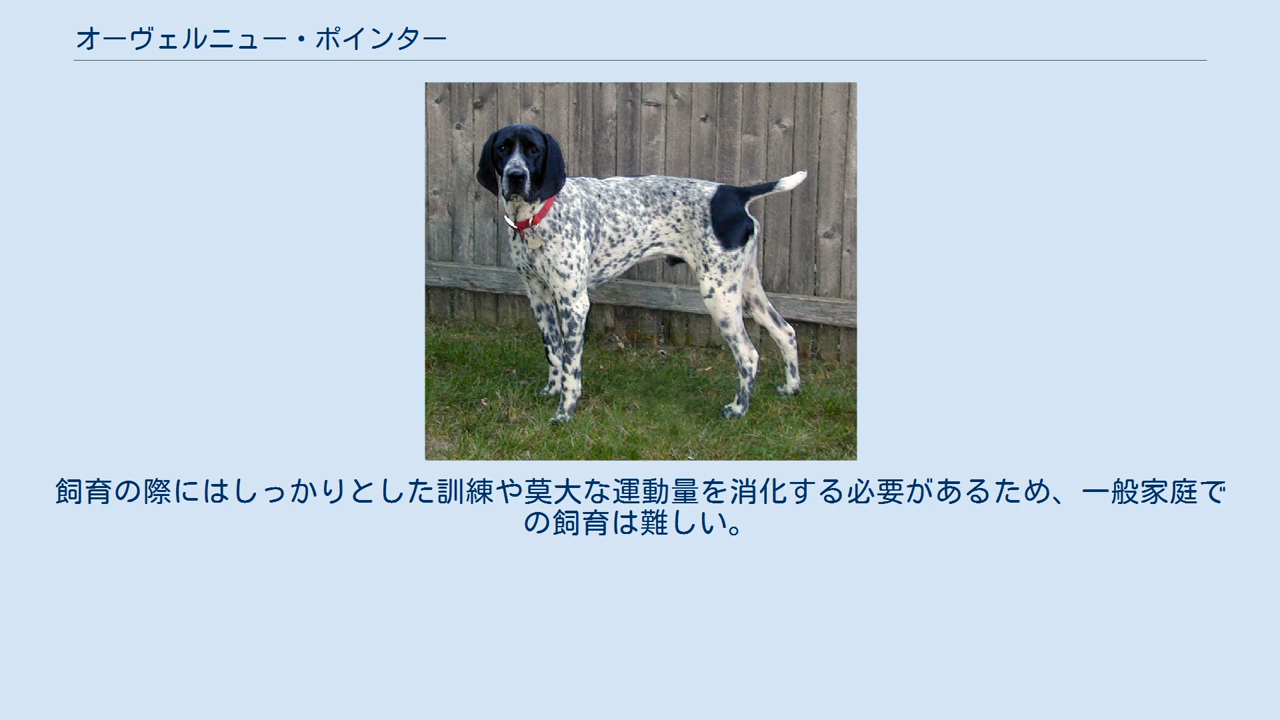 オーヴェルニュー・ポインター
飼育の際にはしっかりとした訓練や莫大な運動量を消化する必要があるため、一般家庭で
の飼育は難しい。